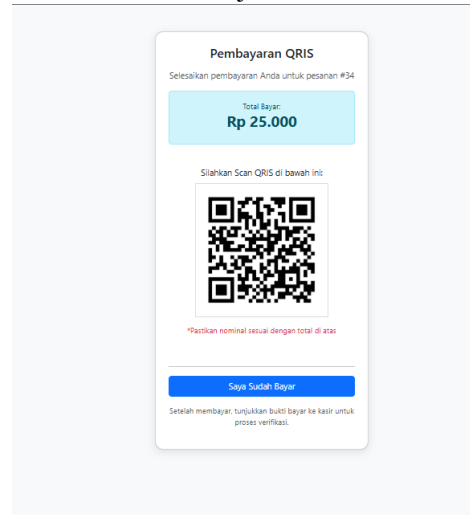 Pembayaran QRIS
Selesaikan pembayaran Anda untuk pesanan #34
Total Bayar:
Rp 25.000
Silahkan Scan QRIS di bawah ini:
*Pastikan nominal sesuai dengan total di atas
Saya Sudah Bayar
Setelah membayar, tunjukkan bukti bayar ke kasir untuk
proses verifikasi.